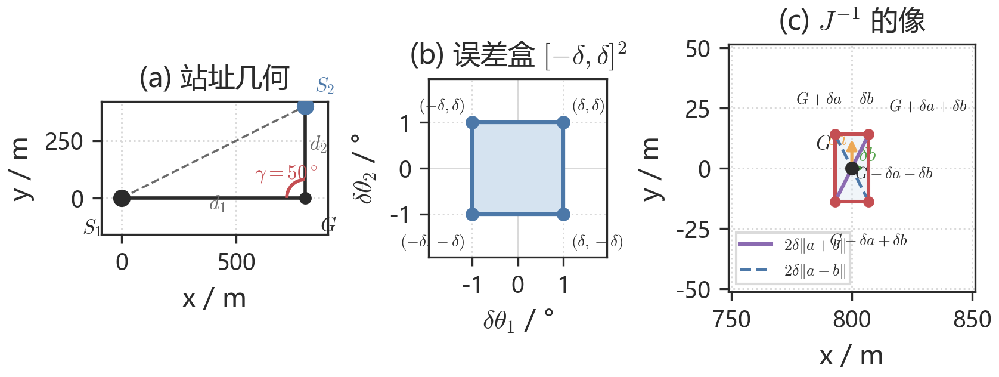 (a) 站址几何
S₂
250
0
y / m
d₂
γ = 50°
d₁
S₁
G
0 500
x / m
(b) 误差盒 [−δ, δ]²
(−δ, δ)
(δ, δ)
1
0
-1
δθ₂ / °
(−δ, −δ)
(δ, −δ)
-1 0 1
δθ₁ / °
(c) J⁻¹ 的像
50
25
0
-25
-50
y / m
G + δa − δb
G + δa + δb
G
δb
G − δa − δb
G − δa + δb
2δ‖a + b‖
2δ‖a − b‖
750 800 850
x / m